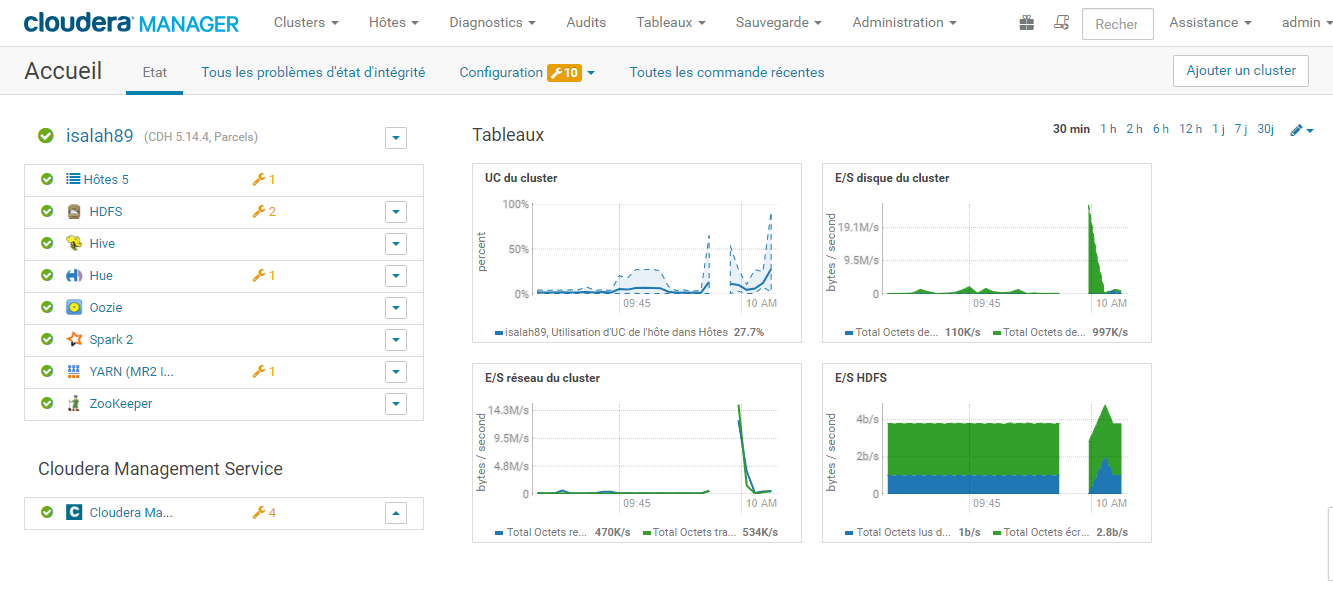 cloudera MANAGER Clusters Hôtes Diagnostics Audits Tableaux Sauvegarde Administration Recher Assistance admin
Accueil Etat Tous les problèmes d'état d'intégrité Configuration 10 Toutes les commande récentes Ajouter un cluster
isalah89 (CDH 5.14.4, Parcels)
Hôtes 5 1
HDFS 2
Hive
Hue 1
Oozie
Spark 2
YARN (MR2 I... 1
ZooKeeper
Cloudera Management Service
Cloudera Ma... 4
Tableaux
30 min 1 h 2 h 6 h 12 h 1 j 7 j 30j
UC du cluster
percent
100%
50%
0%
09:45 10 AM
isalah89, Utilisation d'UC de l'hôte dans Hôtes 27.7%
E/S disque du cluster
bytes / second
19.1M/s
9.5M/s
0
09:45 10 AM
Total Octets de... 110K/s Total Octets de... 997K/s
E/S réseau du cluster
bytes / second
14.3M/s
9.5M/s
4.8M/s
0
09:45 10 AM
Total Octets re... 470K/s Total Octets tra... 534K/s
E/S HDFS
bytes / second
4b/s
2b/s
0
09:45 10 AM
Total Octets lus d... 1b/s Total Octets écr... 2.8b/s